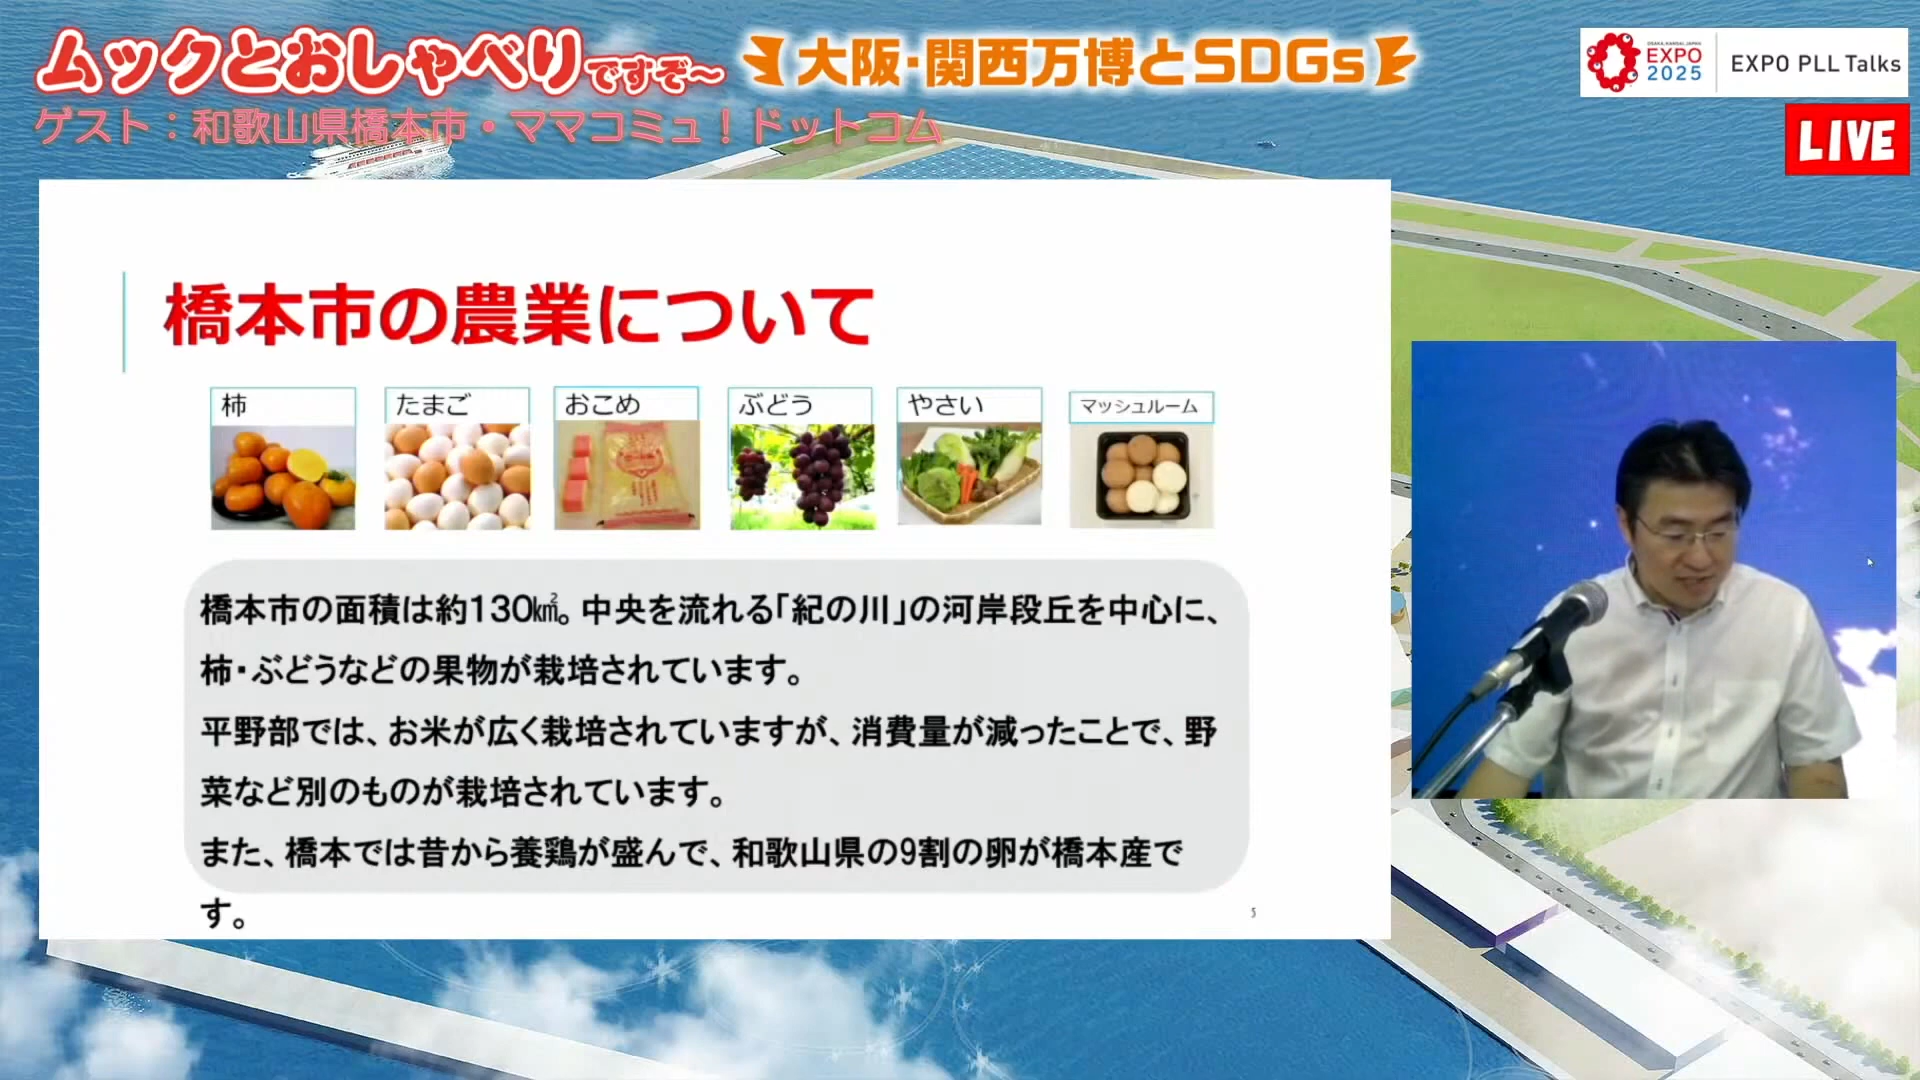 ムックとおしゃべりですぞ～ 大阪・関西万博とSDGs
ゲスト：和歌山県橋本市・ママコミュ！ドットコム
OSAKA, KANSAI, JAPAN
EXPO
2025
EXPO PLL Talks
LIVE
橋本市の農業について
柿
たまご
おこめ
ぶどう
やさい
マッシュルーム
橋本市の面積は約130㎢。中央を流れる「紀の川」の河岸段丘を中心に、
柿・ぶどうなどの果物が栽培されています。
平野部では、お米が広く栽培されていますが、消費量が減ったことで、野
菜など別のものが栽培されています。
また、橋本では昔から養鶏が盛んで、和歌山県の9割の卵が橋本産で
す。
5